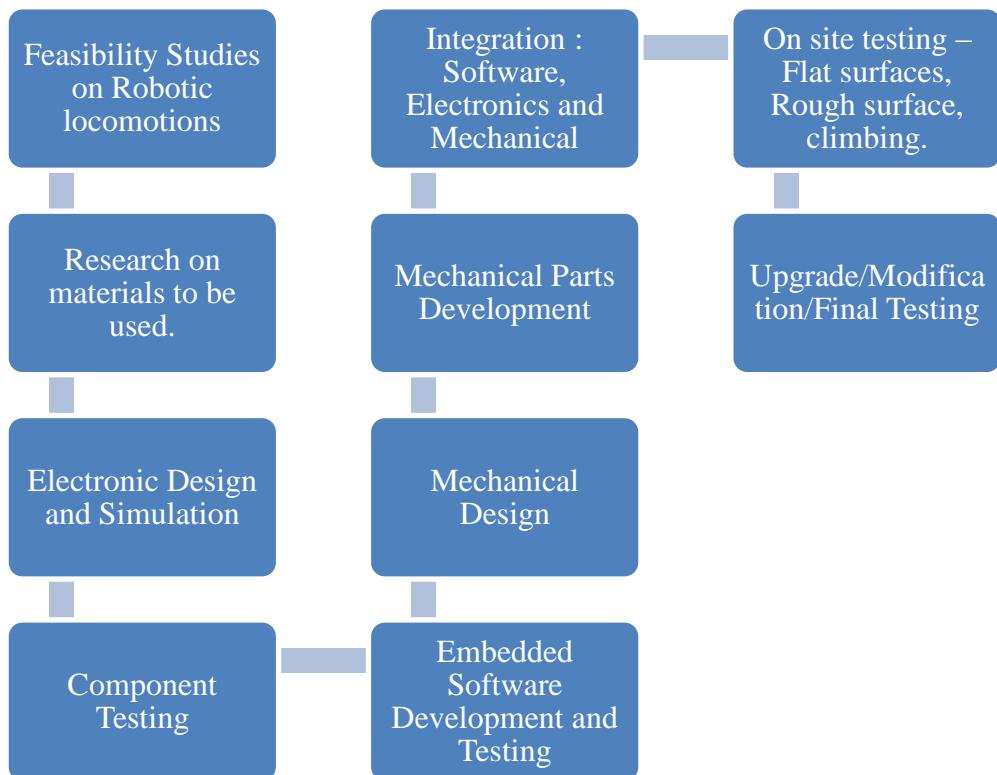 Feasibility Studies
on Robotic
locomotions
Research on
materials to be
used.
Electronic Design
and Simulation
Component
Testing
Embedded
Software
Development and
Testing
Mechanical
Design
Mechanical Parts
Development
Integration :
Software,
Electronics and
Mechanical
On site testing –
Flat surfaces,
Rough surface,
climbing.
Upgrade/Modifica
tion/Final Testing